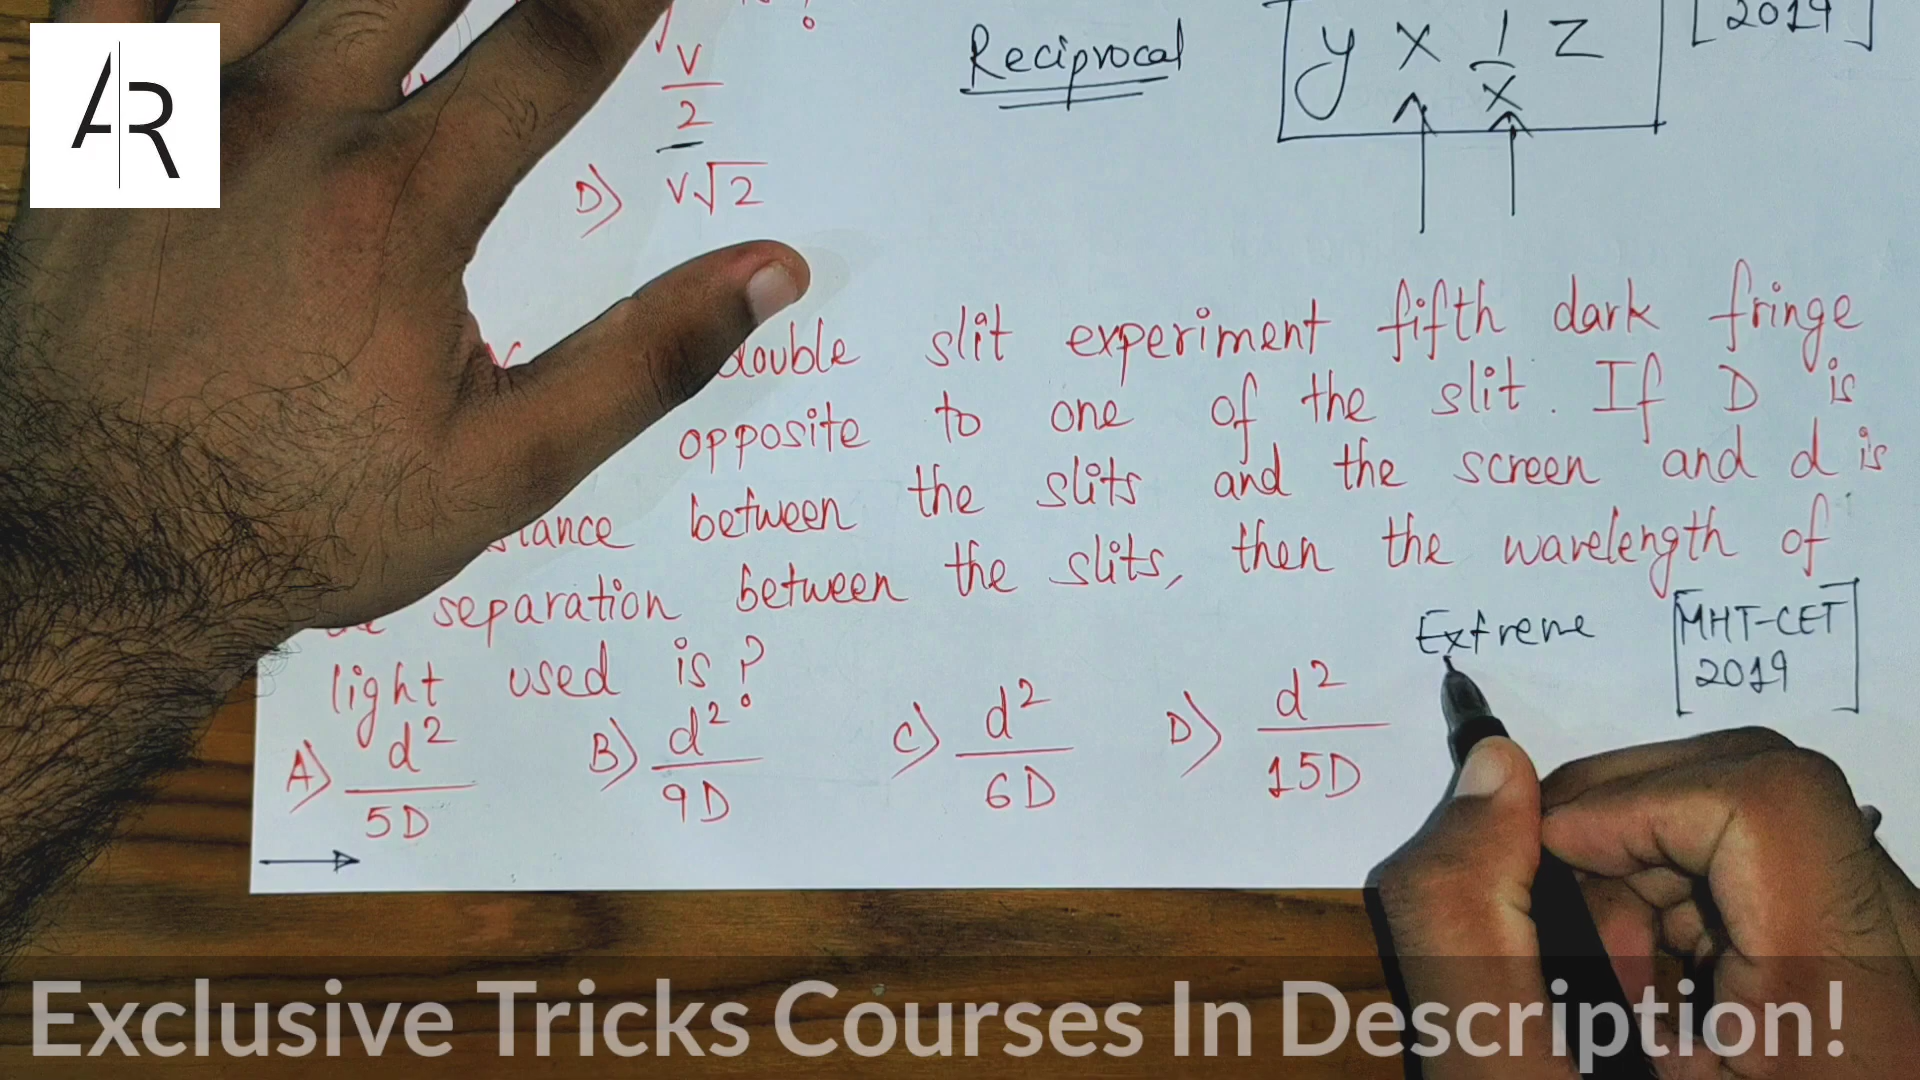 AR
V
2
D) V√2
Reciprocal
y x 1/x z
[2019]
double slit experiment fifth dark fringe
opposite to one of the slit. If D is
between the slits and the screen and d is
separation between the slits, then the wavelength of
light used is?
Extreme
[MHT-CET
2019]
A) d²/5D B) d²/9D C) d²/6D D) d²/15D
Exclusive Tricks Courses In Description!